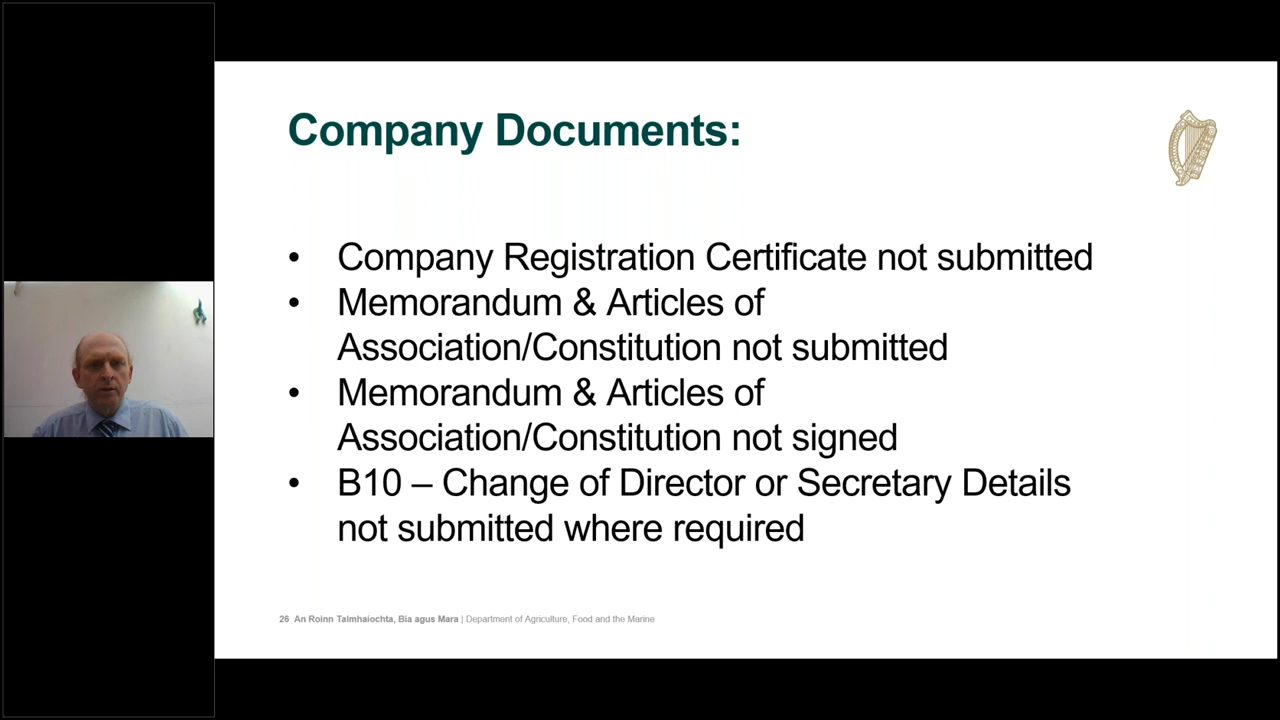 Company Documents:
• Company Registration Certificate not submitted
• Memorandum & Articles of
Association/Constitution not submitted
• Memorandum & Articles of
Association/Constitution not signed
• B10 – Change of Director or Secretary Details
not submitted where required
26 An Roinn Talmhaíochta, Bia agus Mara | Department of Agriculture, Food and the Marine